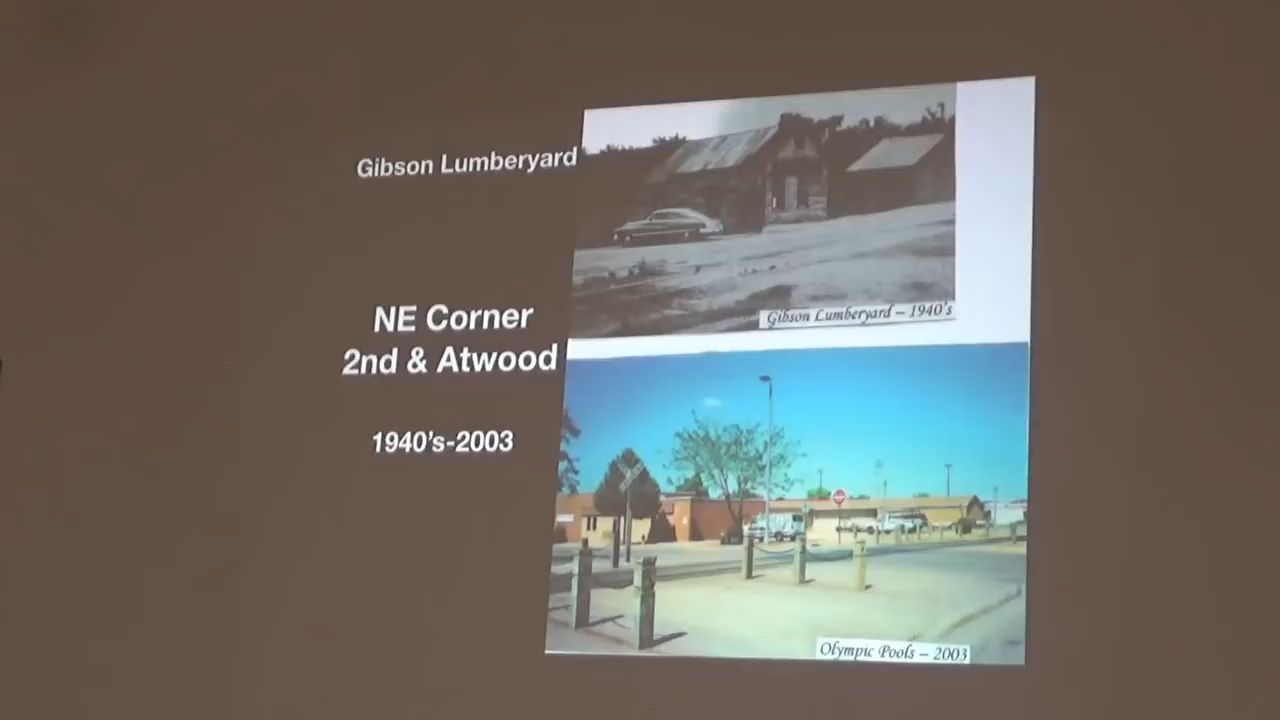 Gibson Lumberyard
Gibson Lumberyard – 1940's
NE Corner
2nd & Atwood
1940's-2003
Olympic Pools – 2003